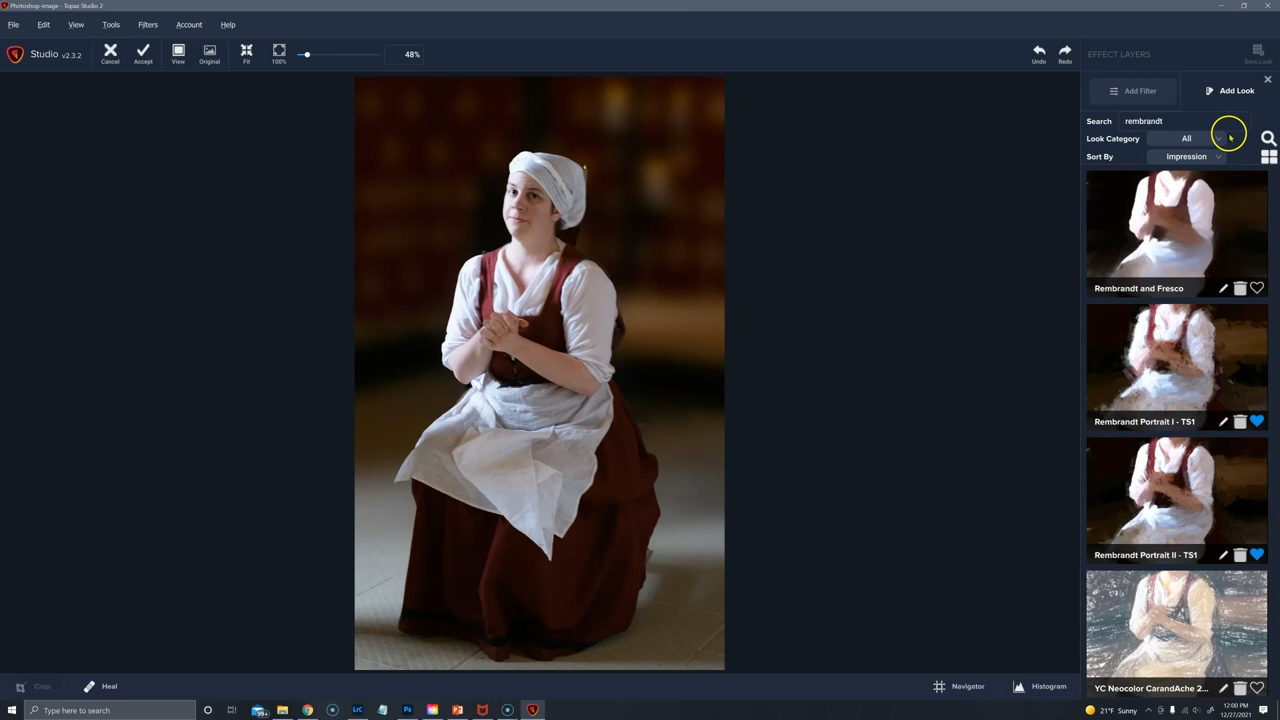 Photoshop-image - Topaz Studio 2
File Edit View Tools Filters Account Help
Studio v2.3.2
Cancel Accept View Original Fit 100% 48% Undo Redo
EFFECT LAYERS
Save Look
Add Filter Add Look
Search rembrandt
Look Category All
Sort By Impression
Rembrandt and Fresco
Rembrandt Portrait I - TS1
Rembrandt Portrait II - TS1
YC Neocolor CarandAche 2...
Crop Heal Navigator Histogram
Type here to search
99+
21°F Sunny
12:00 PM
12/27/2021